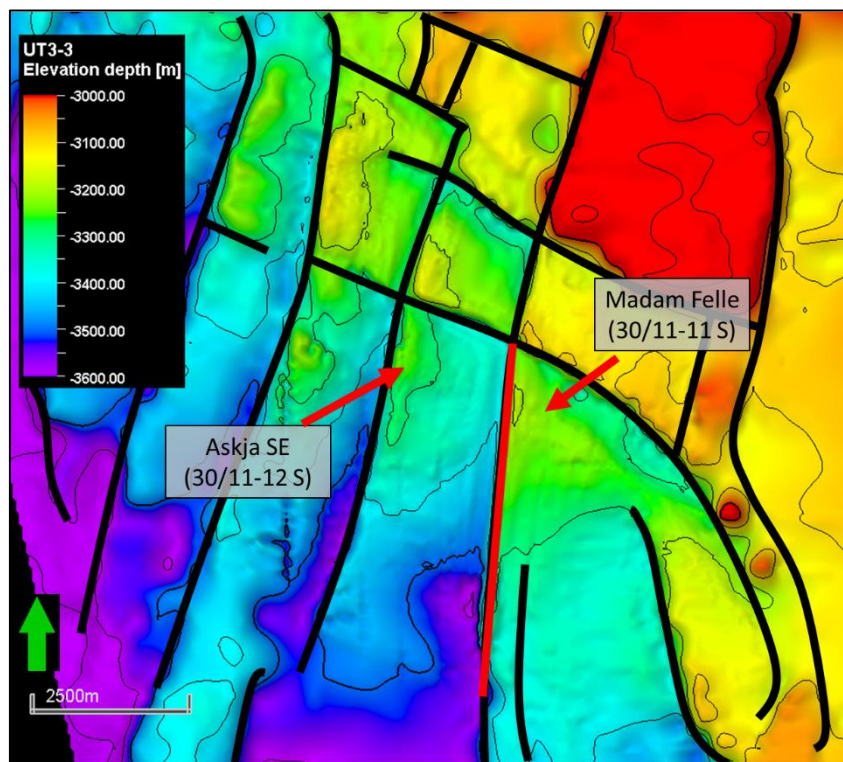 UT3-3
Elevation depth [m]
-3000.00
-3100.00
-3200.00
-3300.00
-3400.00
-3500.00
-3600.00
Madam Felle
(30/11-11 S)
Askja SE
(30/11-12 S)
2500m